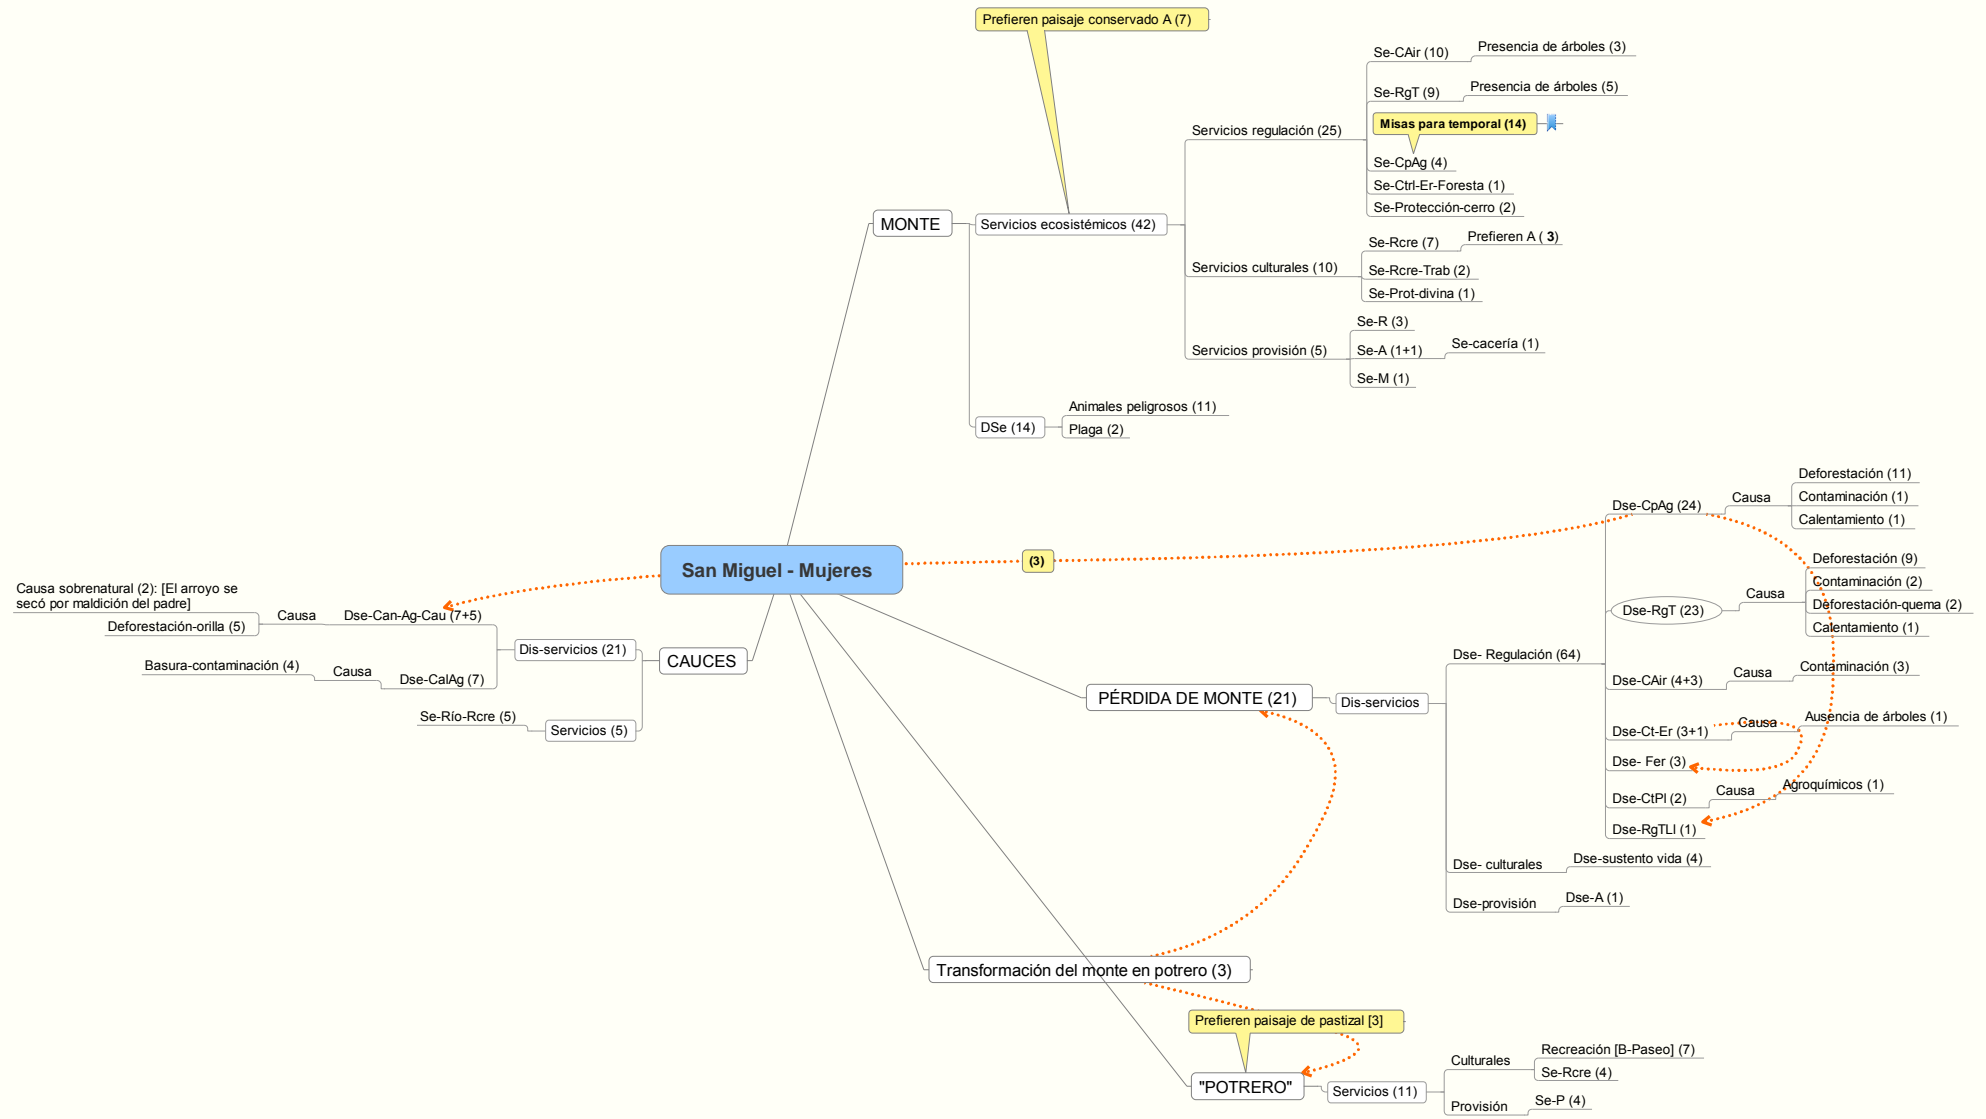 Prefieren paisaje conservado A (7)
Se-CAir (10)
Presencia de árboles (3)
Se-RgT (9)
Presencia de árboles (5)
Misas para temporal (14)
Servicios regulación (25)
Se-CpAg (4)
Se-Ctrl-Er-Foresta (1)
Se-Protección-cerro (2)
MONTE
Servicios ecosistémicos (42)
Se-Rcre (7)
Prefieren A ( 3)
Servicios culturales (10)
Se-Rcre-Trab (2)
Se-Prot-divina (1)
Se-R (3)
Servicios provisión (5)
Se-A (1+1)
Se-cacería (1)
Se-M (1)
DSe (14)
Animales peligrosos (11)
Plaga (2)
San Miguel - Mujeres
(3)
Causa sobrenatural (2): [El arroyo se
secó por maldición del padre]
Deforestación-orilla (5)
Causa
Dse-Can-Ag-Cau (7+5)
Basura-contaminación (4)
Causa
Dse-CalAg (7)
Dis-servicios (21)
CAUCES
Se-Río-Rcre (5)
Servicios (5)
PÉRDIDA DE MONTE (21)
Dis-servicios
Dse- Regulación (64)
Dse-CpAg (24)
Causa
Deforestación (11)
Contaminación (1)
Calentamiento (1)
Dse-RgT (23)
Causa
Deforestación (9)
Contaminación (2)
Deforestación-quema (2)
Calentamiento (1)
Dse-CAir (4+3)
Causa
Contaminación (3)
Dse-Ct-Er (3+1)
Causa
Ausencia de árboles (1)
Dse- Fer (3)
Dse-CtPl (2)
Causa
Agroquímicos (1)
Dse-RgTLl (1)
Dse- culturales
Dse-sustento vida (4)
Dse-provisión
Dse-A (1)
Transformación del monte en potrero (3)
Prefieren paisaje de pastizal [3]
"POTRERO"
Servicios (11)
Culturales
Recreación [B-Paseo] (7)
Se-Rcre (4)
Provisión
Se-P (4)